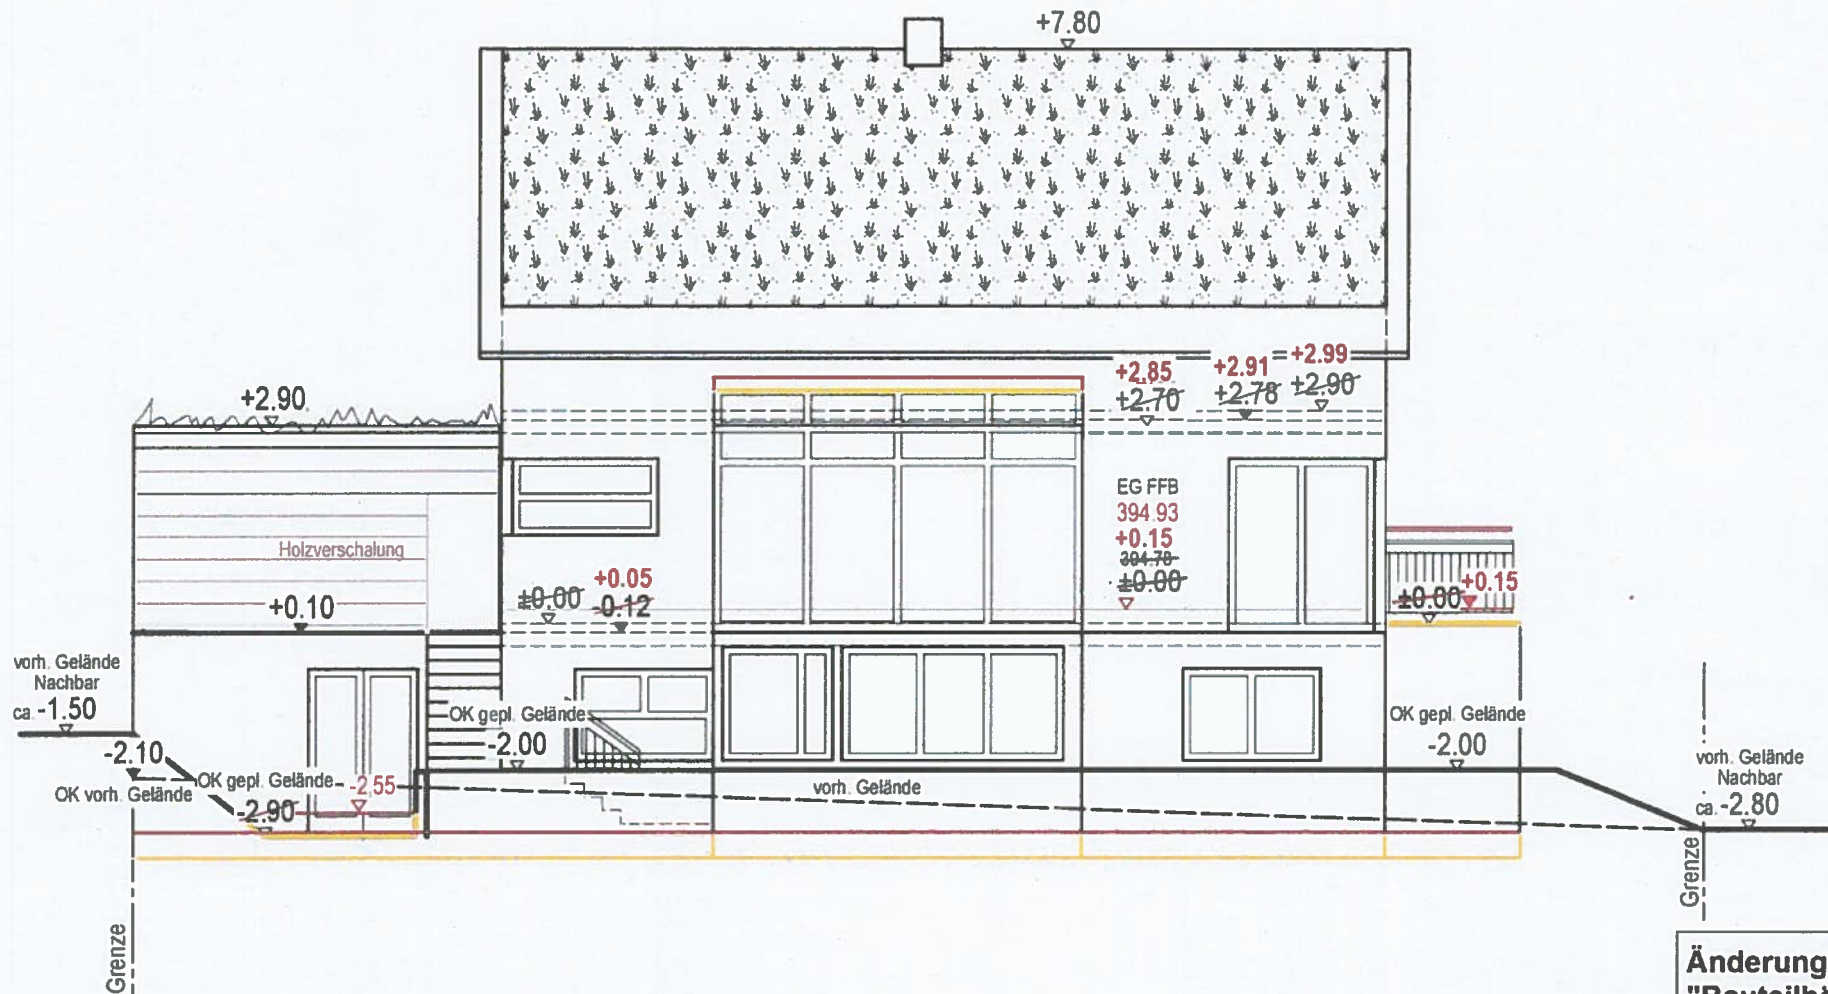 +7.80
+2.99
+2.91
+2.85
+2.90
+2.78
+2.70
+2.90
EG FFB
394.93
+0.15
394.78
±0.00
Holzverschalung
+0.10
±0.00
+0.05
-0.12
+0.15
±0.00
vorh. Gelände
Nachbar
ca. -1.50
-2.10
OK vorh. Gelände
OK gepl. Gelände
-2,55
-2.90
OK gepl. Gelände
-2.00
vorh. Gelände
OK gepl. Gelände
-2.00
vorh. Gelände
Nachbar
ca. -2.80
Grenze
Grenze
Änderung